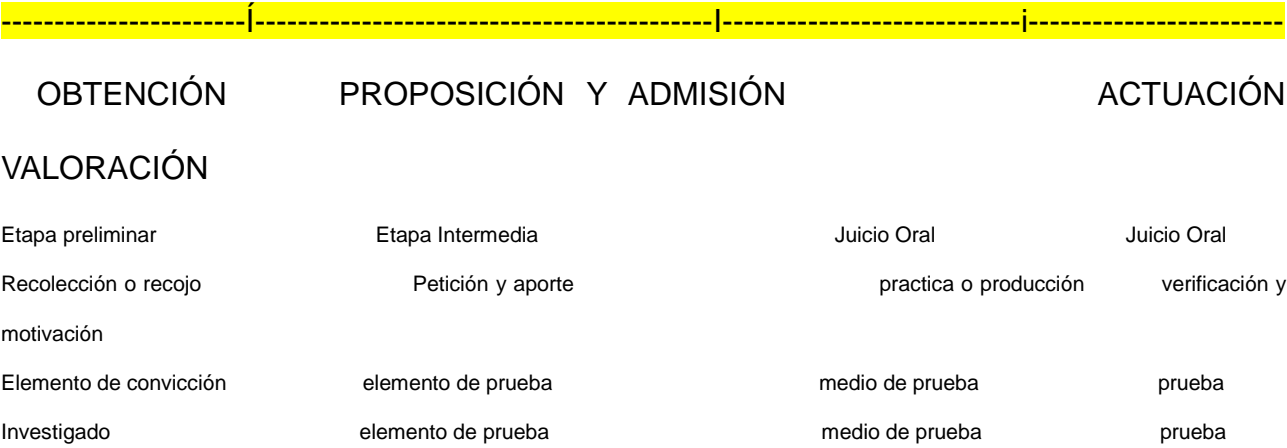 -----------------------Í-------------------------------------------I----------------------------i------------------------
OBTENCIÓN PROPOSICIÓN Y ADMISIÓN ACTUACIÓN
VALORACIÓN
Etapa preliminar Etapa Intermedia Juicio Oral Juicio Oral
Recolección o recojo Petición y aporte practica o producción verificación y
motivación
Elemento de convicción elemento de prueba medio de prueba prueba
Investigado elemento de prueba medio de prueba prueba